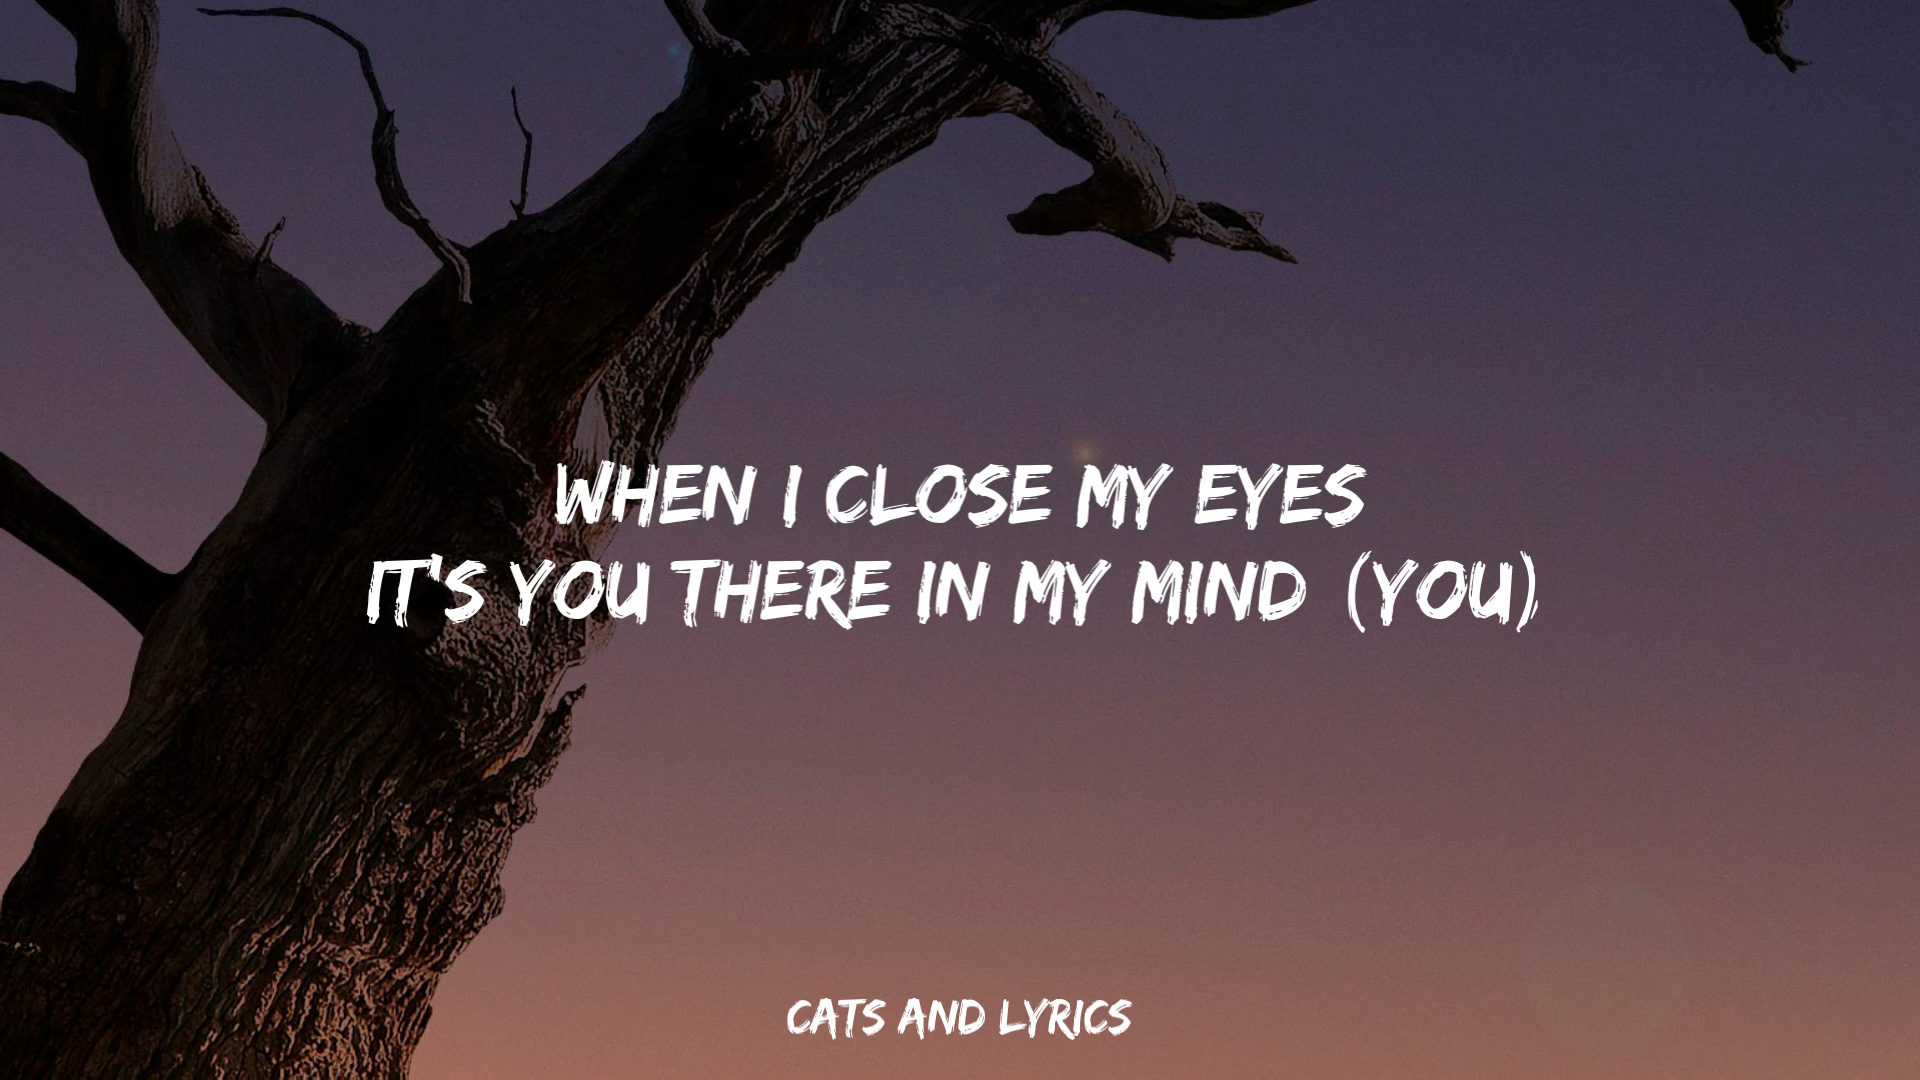 WHEN I CLOSE MY EYES
IT'S YOU THERE IN MY MIND (YOU)
CATS AND LYRICS